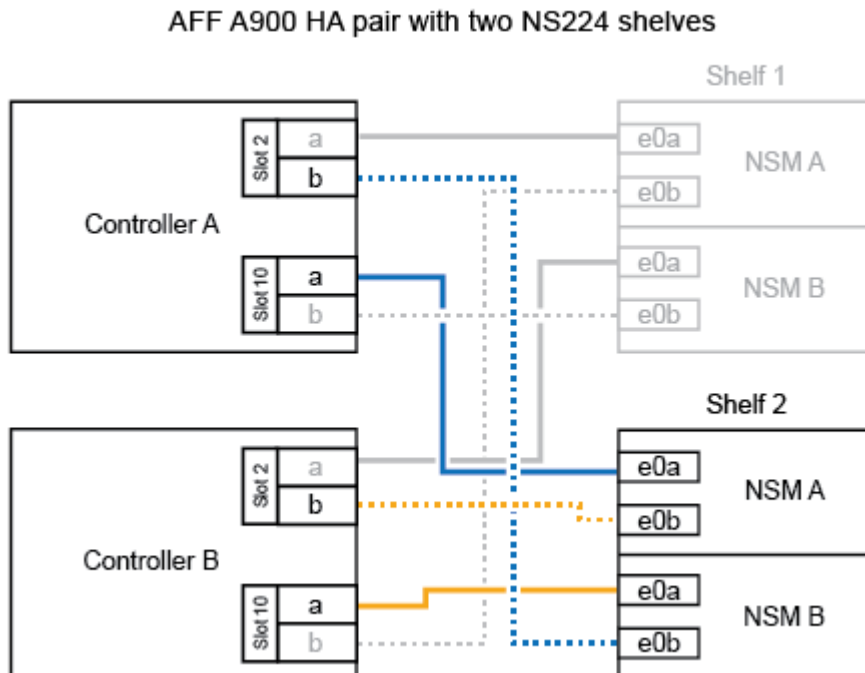 AFF A900 HA pair with two NS224 shelves
Shelf 1
Slot 2
a
b
Controller A
Slot 10
a
b
e0a
e0b
NSM A
e0a
e0b
NSM B
Shelf 2
Slot 2
a
b
Controller B
Slot 10
a
b
e0a
e0b
NSM A
e0a
e0b
NSM B